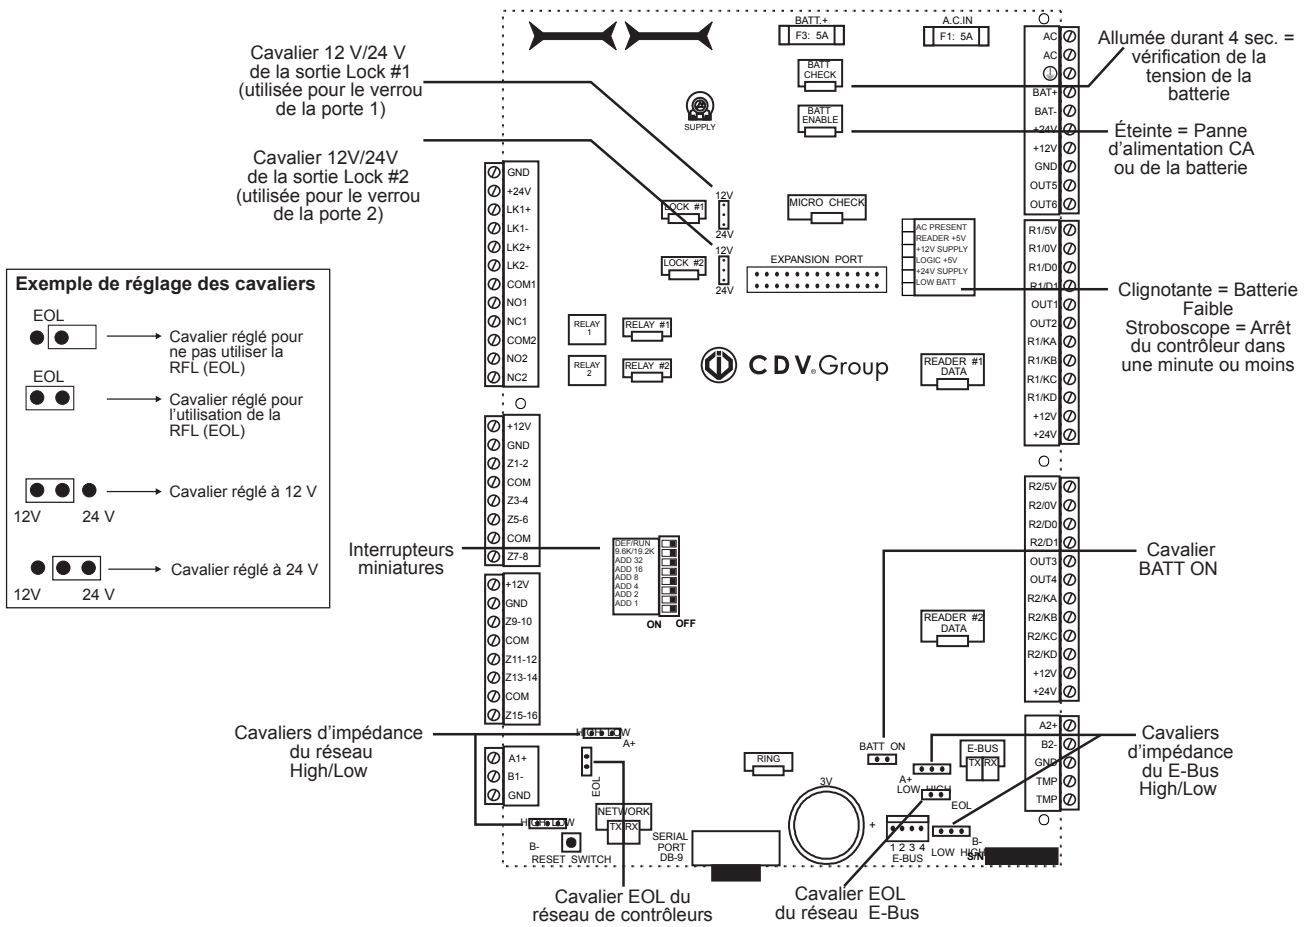 Cavalier 12 V/24 V
de la sortie Lock #1
(utilisée pour le verrou
de la porte 1)
Cavalier 12V/24V
de la sortie Lock #2
(utilisée pour le verrou
de la porte 2)
Exemple de réglage des cavaliers
EOL
Cavalier réglé pour
ne pas utiliser la
RFL (EOL)
EOL
Cavalier réglé pour
l'utilisation de la
RFL (EOL)
Cavalier réglé à 12 V
12V 24 V
Cavalier réglé à 24 V
12V 24 V
Interrupteurs
miniatures
Cavaliers d'impédance
du réseau
High/Low
GND
+24V
LK1+
LK1-
LK2+
LK2-
COM1
NO1
NC1
COM2
NO2
NC2
+12V
GND
Z1-2
COM
Z3-4
Z5-6
COM
Z7-8
+12V
GND
Z9-10
COM
Z11-12
Z13-14
COM
Z15-16
A1+
B1-
GND
BATT.+
F3: 5A
A.C.IN
F1: 5A
BATT
CHECK
BATT
ENABLE
SUPPLY
12V
LOCK #1
24V
12V
LOCK #2
24V
MICRO CHECK
EXPANSION PORT
AC PRESENT
READER +5V
+12V SUPPLY
LOGIC +5V
+24V SUPPLY
LOW BATT
RELAY
1
RELAY #1
RELAY
2
RELAY #2
CDV® Group
READER #1
DATA
DEF/RUN
9.6K/19.2K
ADD 32
ADD 16
ADD 8
ADD 4
ADD 2
ADD 1
ON OFF
READER #2
DATA
HIGH LOW
A+
EOL
HIGH LOW
B-
RESET SWITCH
NETWORK
TX RX
SERIAL
PORT
DB-9
RING
3V
+
BATT ON
E-BUS
TX RX
A+
LOW HIGH
EOL
1 2 3 4
E-BUS
B-
LOW HIGH
S/N
AC
AC
BAT+
BAT-
+24V
+12V
GND
OUT5
OUT6
R1/5V
R1/0V
R1/D0
R1/D1
OUT1
OUT2
R1/KA
R1/KB
R1/KC
R1/KD
+12V
+24V
R2/5V
R2/0V
R2/D0
R2/D1
OUT3
OUT4
R2/KA
R2/KB
R2/KC
R2/KD
+12V
+24V
A2+
B2-
GND
TMP
TMP
Allumée durant 4 sec. =
vérification de la
tension de la
batterie
Éteinte = Panne
d'alimentation CA
ou de la batterie
Clignotante = Batterie
Faible
Stroboscope = Arrêt
du contrôleur dans
une minute ou moins
Cavalier
BATT ON
Cavaliers
d'impédance
du E-Bus
High/Low
Cavalier EOL du
réseau de contrôleurs
Cavalier EOL
du réseau E-Bus